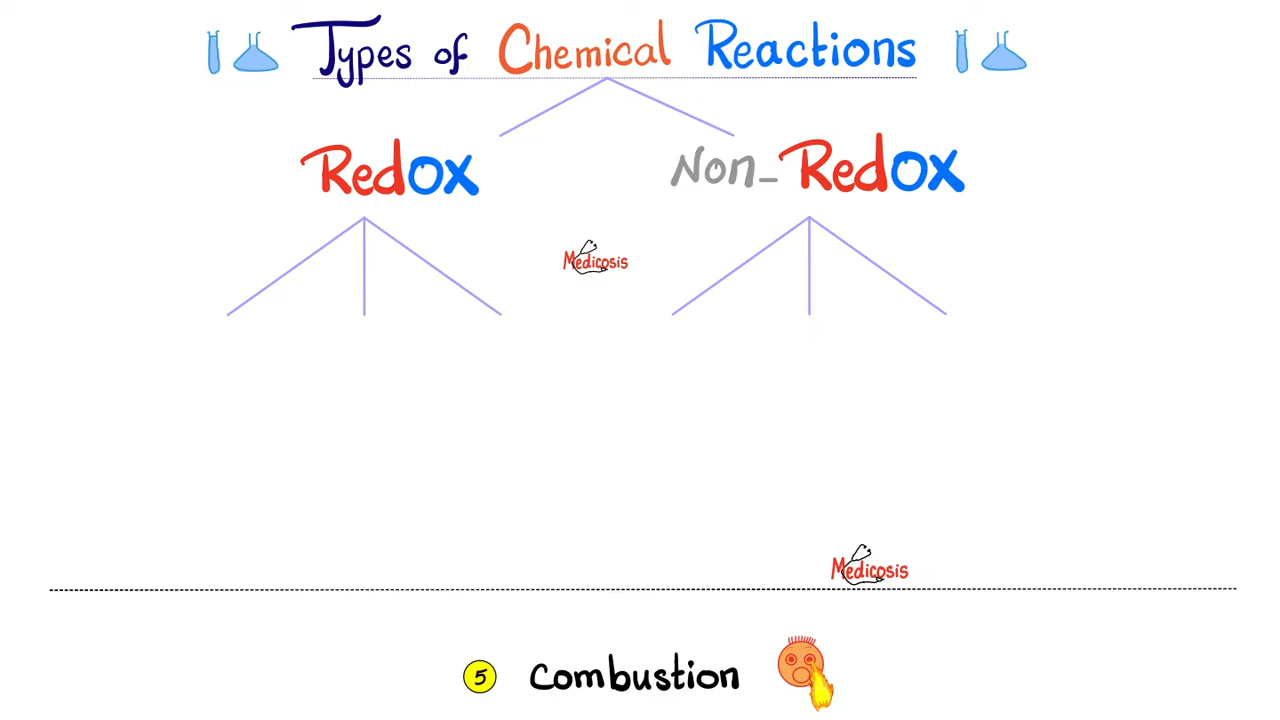 Types of Chemical Reactions
Redox
Non-Redox
Medicosis
Medicosis
5 Combustion